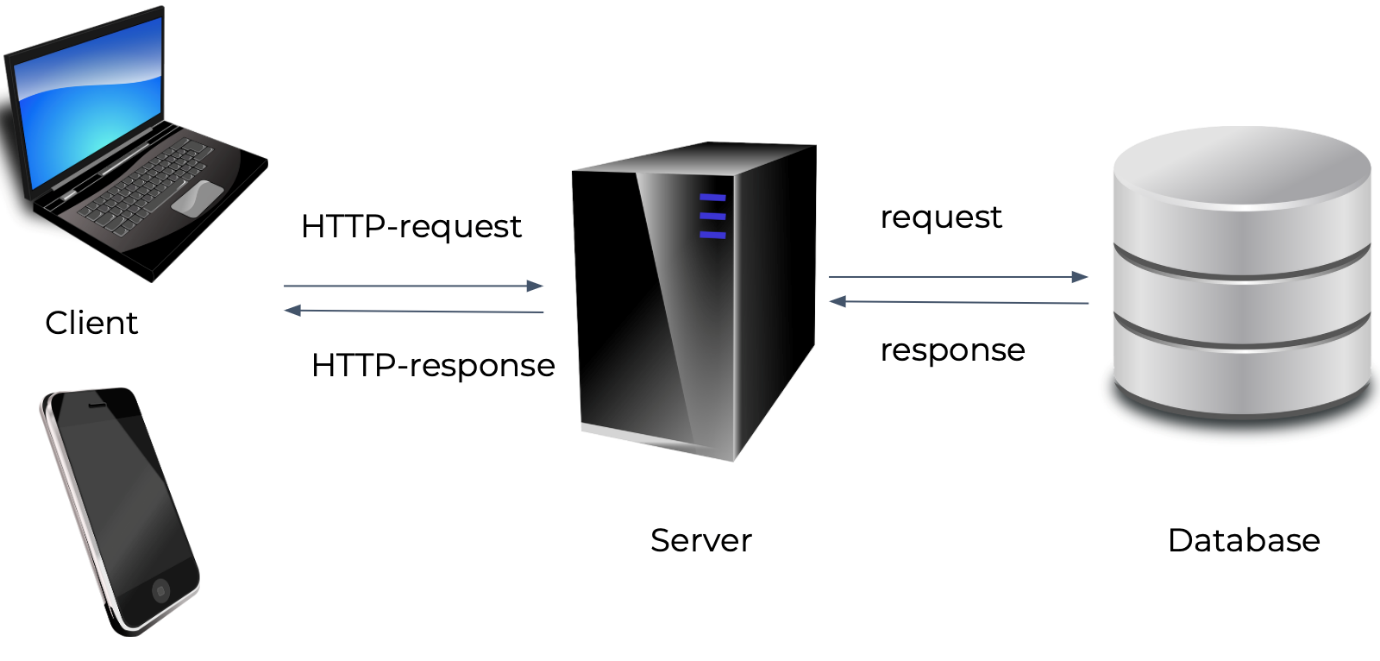 HTTP-request
request
Client
HTTP-response
response
Server
Database